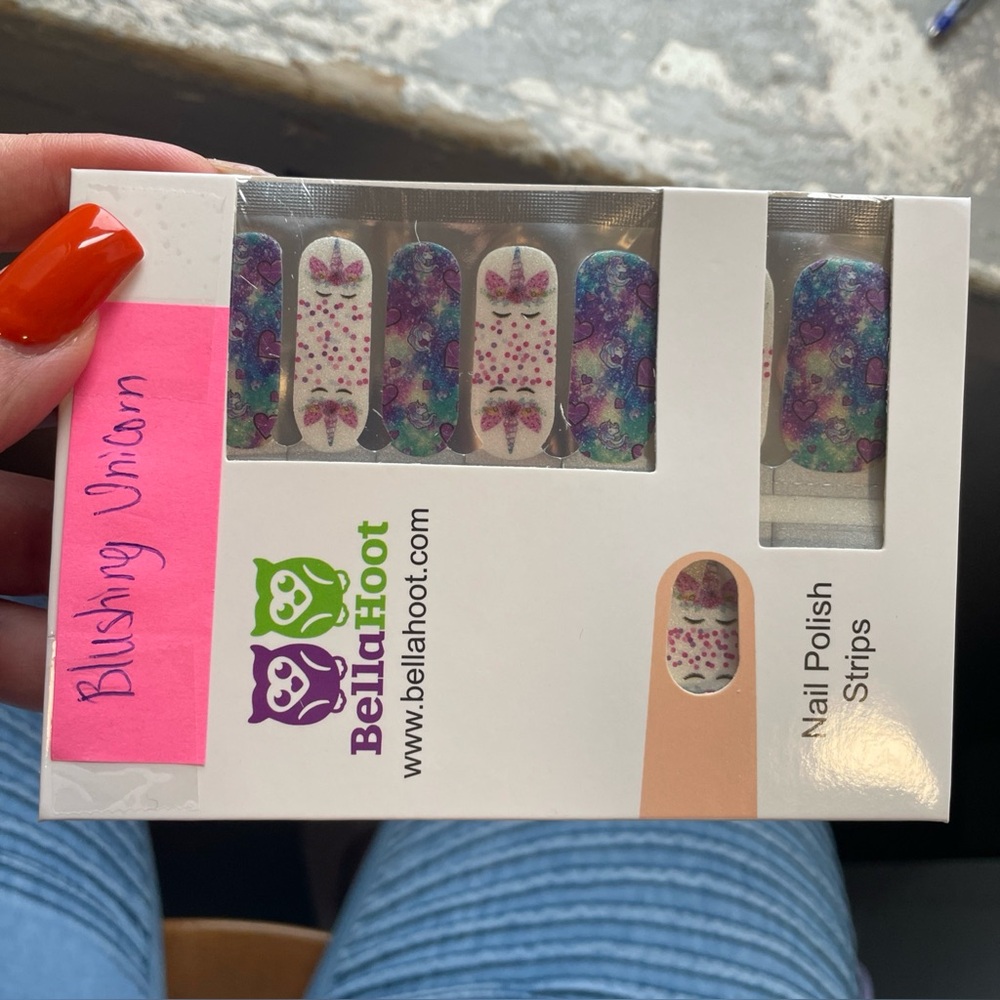 Blushing Unicorn
BellaHoot
www.bellahoot.com
Nail Polish
Strips